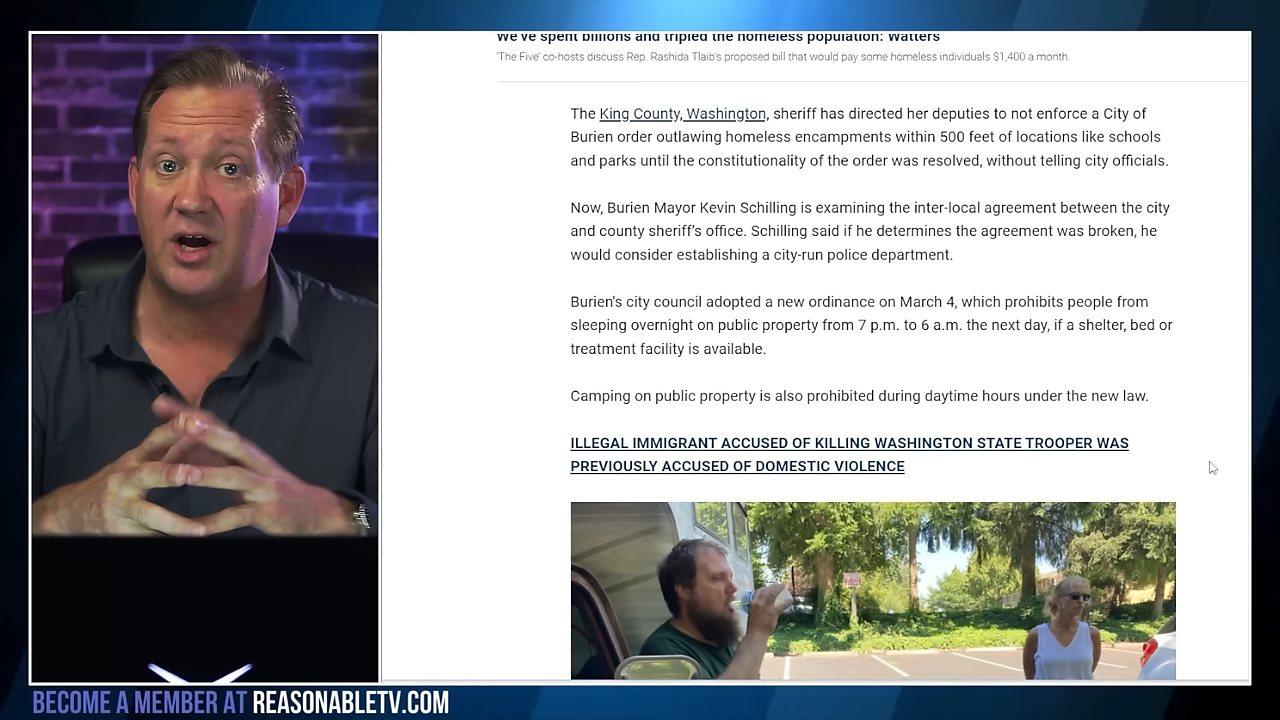 We've spent billions and tripled the homeless population: Watters
'The Five' co-hosts discuss Rep. Rashida Tlaib's proposed bill that would pay some homeless individuals $1,400 a month.
The King County, Washington, sheriff has directed her deputies to not enforce a City of
Burien order outlawing homeless encampments within 500 feet of locations like schools
and parks until the constitutionality of the order was resolved, without telling city officials.
Now, Burien Mayor Kevin Schilling is examining the inter-local agreement between the city
and county sheriff's office. Schilling said if he determines the agreement was broken, he
would consider establishing a city-run police department.
Burien's city council adopted a new ordinance on March 4, which prohibits people from
sleeping overnight on public property from 7 p.m. to 6 a.m. the next day, if a shelter, bed or
treatment facility is available.
Camping on public property is also prohibited during daytime hours under the new law.
ILLEGAL IMMIGRANT ACCUSED OF KILLING WASHINGTON STATE TROOPER WAS
PREVIOUSLY ACCUSED OF DOMESTIC VIOLENCE
BECOME A MEMBER AT REASONABLETV.COM